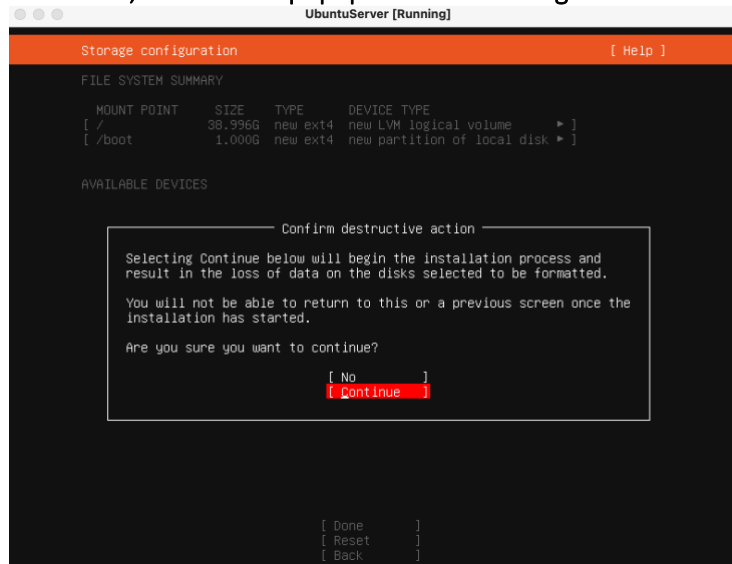 UbuntuServer [Running]
Storage configuration [ Help ]
FILE SYSTEM SUMMARY
MOUNT POINT SIZE TYPE DEVICE TYPE
[ / 38.996G new ext4 new LVM logical volume ▸ ]
[ /boot 1.000G new ext4 new partition of local disk ▸ ]
AVAILABLE DEVICES
Confirm destructive action
Selecting Continue below will begin the installation process and
result in the loss of data on the disks selected to be formatted.
You will not be able to return to this or a previous screen once the
installation has started.
Are you sure you want to continue?
[ No ]
[ Continue ]
[ Done ]
[ Reset ]
[ Back ]